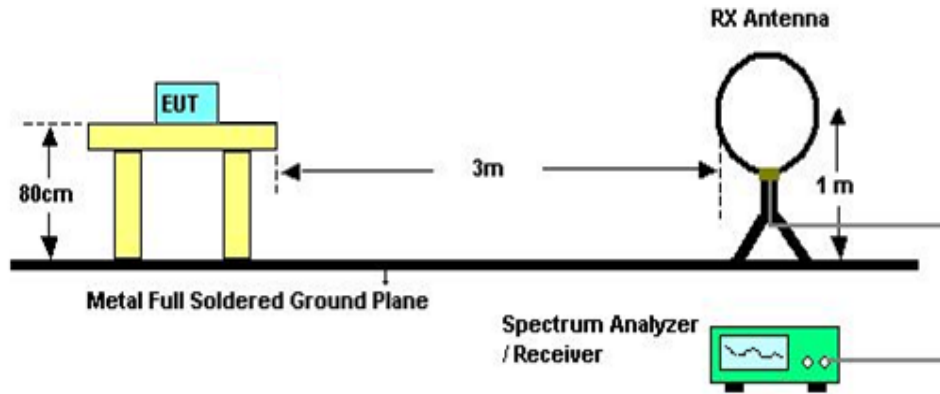 RX Antenna
EUT
80cm
3m
1 m
Metal Full Soldered Ground Plane
Spectrum Analyzer
/ Receiver